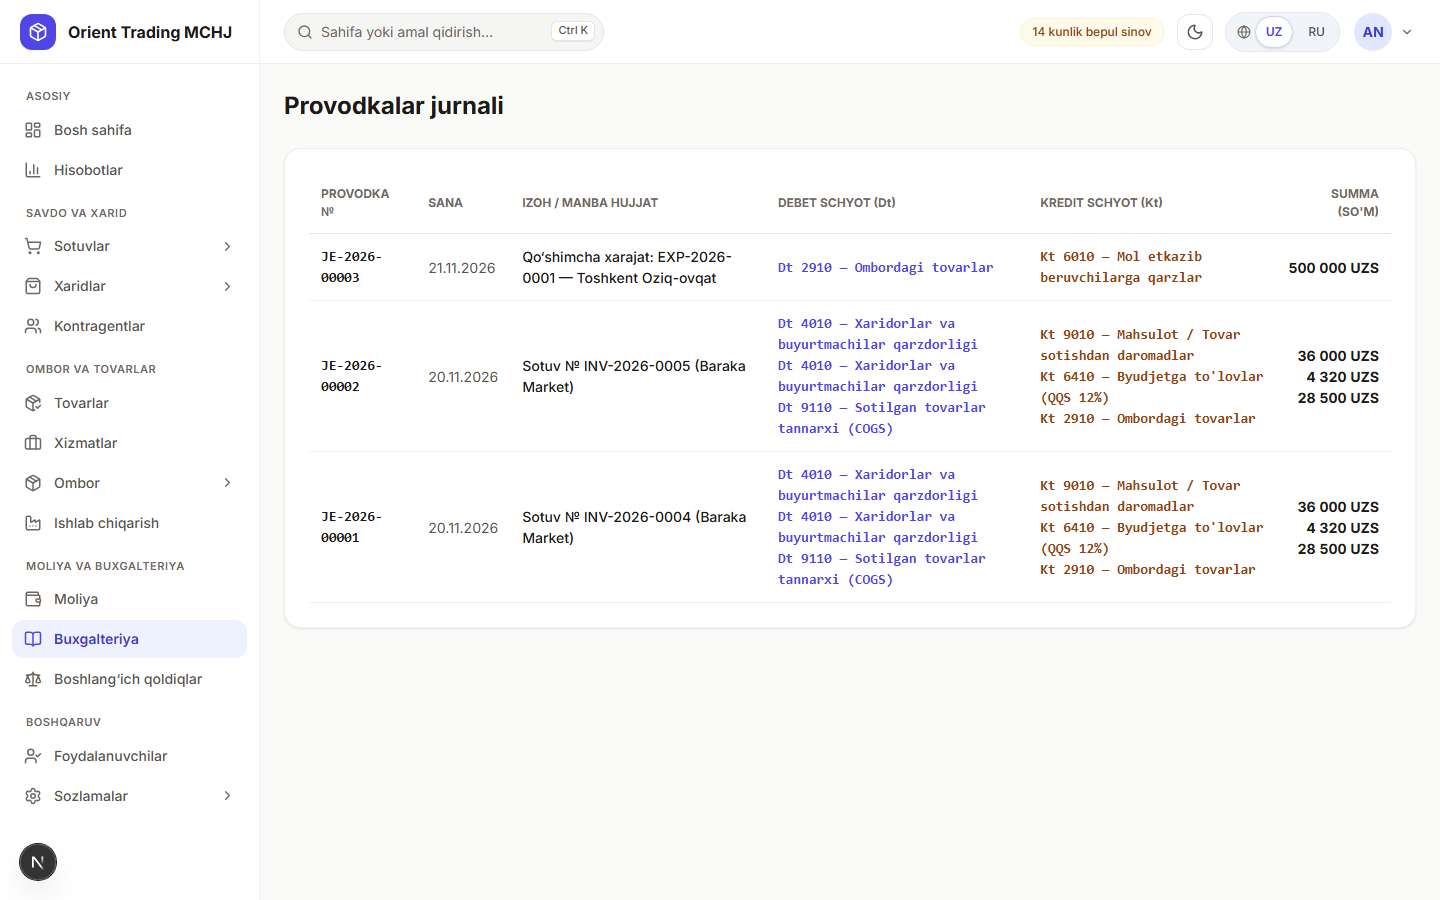 Orient Trading MCHJ
Sahifa yoki amal qidirish...
Ctrl K
14 kunlik bepul sinov
UZ
RU
AN
ASOSIY
Bosh sahifa
Hisobotlar
SAVDO VA XARID
Sotuvlar
Xaridlar
Kontragentlar
OMBOR VA TOVARLAR
Tovarlar
Xizmatlar
Ombor
Ishlab chiqarish
MOLIYA VA BUXGALTERIYA
Moliya
Buxgalteriya
Boshlang‘ich qoldiqlar
BOSHQARUV
Foydalanuvchilar
Sozlamalar
N
Provodkalar jurnali
PROVODKA
№
SANA
IZOH / MANBA HUJJAT
DEBET SCHYOT (Dt)
KREDIT SCHYOT (Kt)
SUMMA
(SO'M)
JE-2026-
00003
21.11.2026
Qo‘shimcha xarajat: EXP-2026-
0001 — Toshkent Oziq-ovqat
Dt 2910 — Ombordagi tovarlar
Kt 6010 — Mol etkazib
beruvchilarga qarzlar
500 000 UZS
JE-2026-
00002
20.11.2026
Sotuv № INV-2026-0005 (Baraka
Market)
Dt 4010 — Xaridorlar va
buyurtmachilar qarzdorligi
Dt 4010 — Xaridorlar va
buyurtmachilar qarzdorligi
Dt 9110 — Sotilgan tovarlar
tannarxi (COGS)
Kt 9010 — Mahsulot / Tovar
sotishdan daromadlar
Kt 6410 — Byudjetga to'lovlar
(QQS 12%)
Kt 2910 — Ombordagi tovarlar
36 000 UZS
4 320 UZS
28 500 UZS
JE-2026-
00001
20.11.2026
Sotuv № INV-2026-0004 (Baraka
Market)
Dt 4010 — Xaridorlar va
buyurtmachilar qarzdorligi
Dt 4010 — Xaridorlar va
buyurtmachilar qarzdorligi
Dt 9110 — Sotilgan tovarlar
tannarxi (COGS)
Kt 9010 — Mahsulot / Tovar
sotishdan daromadlar
Kt 6410 — Byudjetga to'lovlar
(QQS 12%)
Kt 2910 — Ombordagi tovarlar
36 000 UZS
4 320 UZS
28 500 UZS